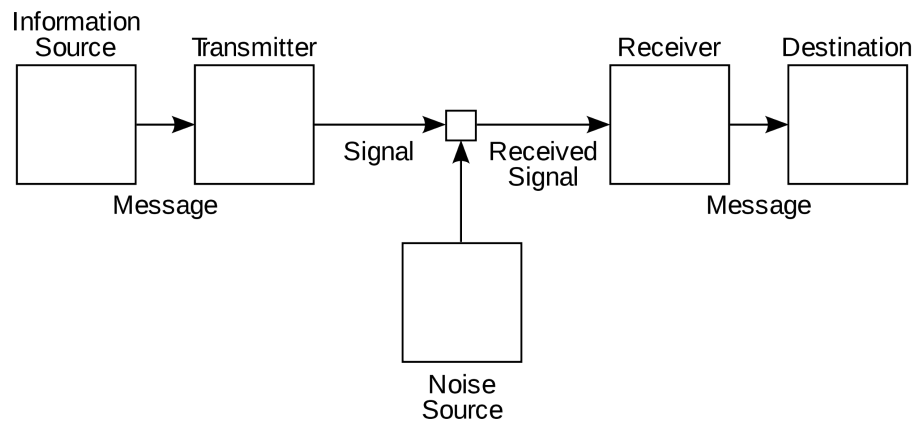 Information
Source
Transmitter
Receiver
Destination
Signal
Received
Signal
Message
Message
Noise
Source